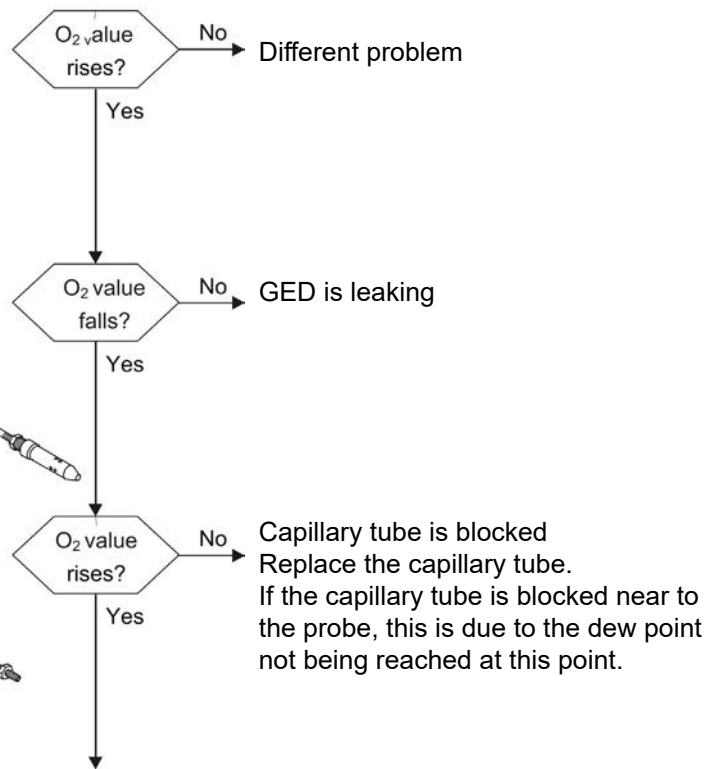 O₂ value
rises?
No
Different problem
Yes
O₂ value
falls?
No
GED is leaking
Yes
O₂ value
rises?
No
Capillary tube is blocked
Replace the capillary tube.
If the capillary tube is blocked near to
the probe, this is due to the dew point
not being reached at this point.
Yes